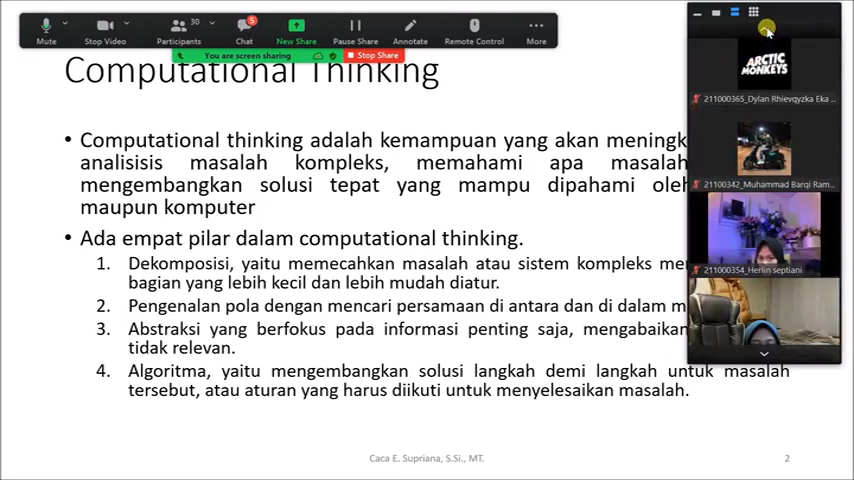 Mute
Stop Video
Participants
30
Chat
5
New Share
Pause Share
Annotate
Remote Control
More
You are screen sharing
Stop Share
Computational Thinking
• Computational thinking adalah kemampuan yang akan meningk
analisisis masalah kompleks, memahami apa masalah
mengembangkan solusi tepat yang mampu dipahami oleh
maupun komputer
• Ada empat pilar dalam computational thinking.
1. Dekomposisi, yaitu memecahkan masalah atau sistem kompleks me
bagian yang lebih kecil dan lebih mudah diatur.
2. Pengenalan pola dengan mencari persamaan di antara dan di dalam m
3. Abstraksi yang berfokus pada informasi penting saja, mengabaikan
tidak relevan.
4. Algoritma, yaitu mengembangkan solusi langkah demi langkah untuk masalah
tersebut, atau aturan yang harus diikuti untuk menyelesaikan masalah.
Caca E. Supriana, S.Si., MT.
2
ARCTIC
MONKEYS
211000365_Dylan Rhievqyzka Eka ...
21100342_Muhammad Barqi Ram...
211000354_Herlin septiani